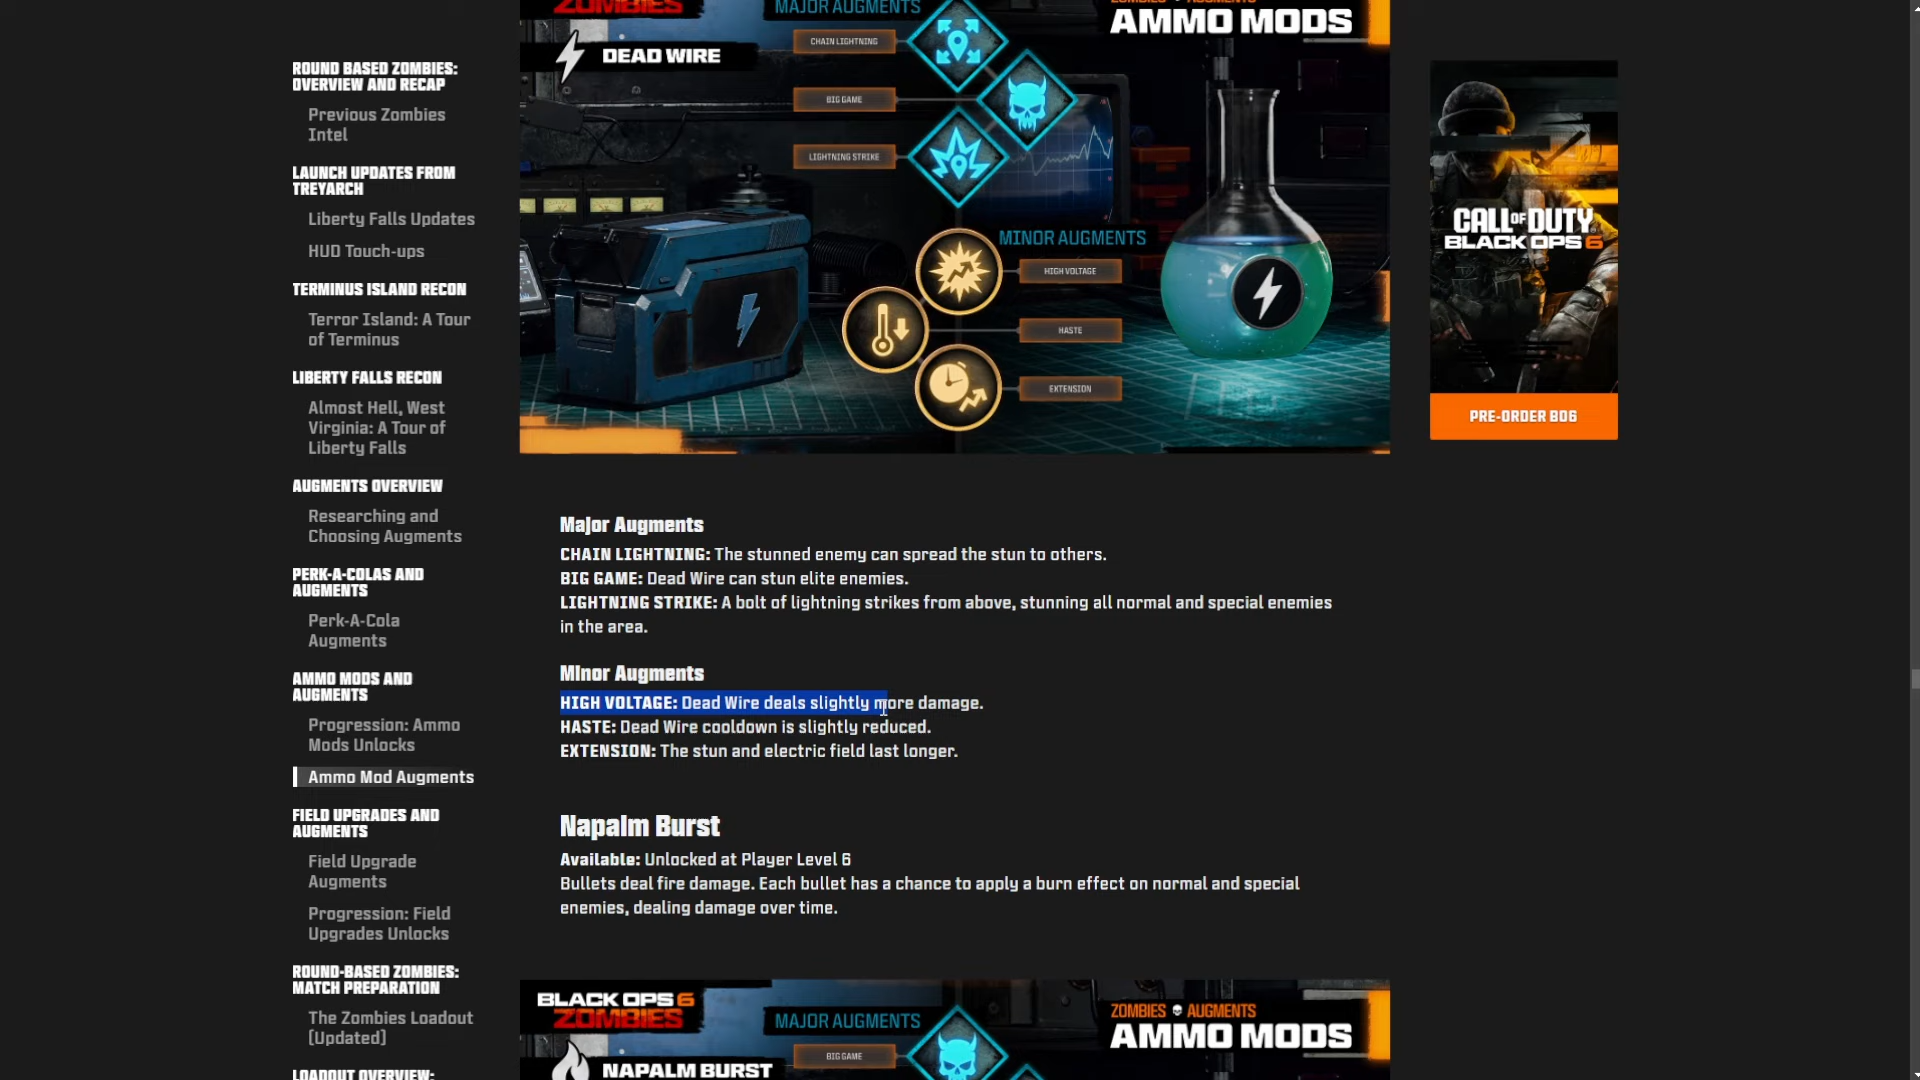 ROUND BASED ZOMBIES:
OVERVIEW AND RECAP
Previous Zombies
Intel
LAUNCH UPDATES FROM
TREYARCH
Liberty Falls Updates
HUD Touch-ups
TERMINUS ISLAND RECON
Terror Island: A Tour
of Terminus
LIBERTY FALLS RECON
Almost Hell, West
Virginia: A Tour of
Liberty Falls
AUGMENTS OVERVIEW
Researching and
Choosing Augments
PERK-A-COLAS AND
AUGMENTS
Perk-A-Cola
Augments
AMMO MODS AND
AUGMENTS
Progression: Ammo
Mods Unlocks
Ammo Mod Augments
FIELD UPGRADES AND
AUGMENTS
Field Upgrade
Augments
Progression: Field
Upgrades Unlocks
ROUND-BASED ZOMBIES:
MATCH PREPARATION
The Zombies Loadout
(Updated)
LOADOUT OVERVIEW:
ZOMBIES
MAJOR AUGMENTS
ZOMBIES AUGMENTS
AMMO MODS
DEAD WIRE
CHAIN LIGHTNING
BIG GAME
LIGHTNING STRIKE
MINOR AUGMENTS
HIGH VOLTAGE
HASTE
EXTENSION
Major Augments
CHAIN LIGHTNING: The stunned enemy can spread the stun to others.
BIG GAME: Dead Wire can stun elite enemies.
LIGHTNING STRIKE: A bolt of lightning strikes from above, stunning all normal and special enemies
in the area.
Minor Augments
HIGH VOLTAGE: Dead Wire deals slightly more damage.
HASTE: Dead Wire cooldown is slightly reduced.
EXTENSION: The stun and electric field last longer.
Napalm Burst
Available: Unlocked at Player Level 6
Bullets deal fire damage. Each bullet has a chance to apply a burn effect on normal and special
enemies, dealing damage over time.
BLACK OPS 6
ZOMBIES
MAJOR AUGMENTS
ZOMBIES AUGMENTS
AMMO MODS
BIG GAME
NAPALM BURST
CALL OF DUTY
BLACK OPS 6
PRE-ORDER BO6